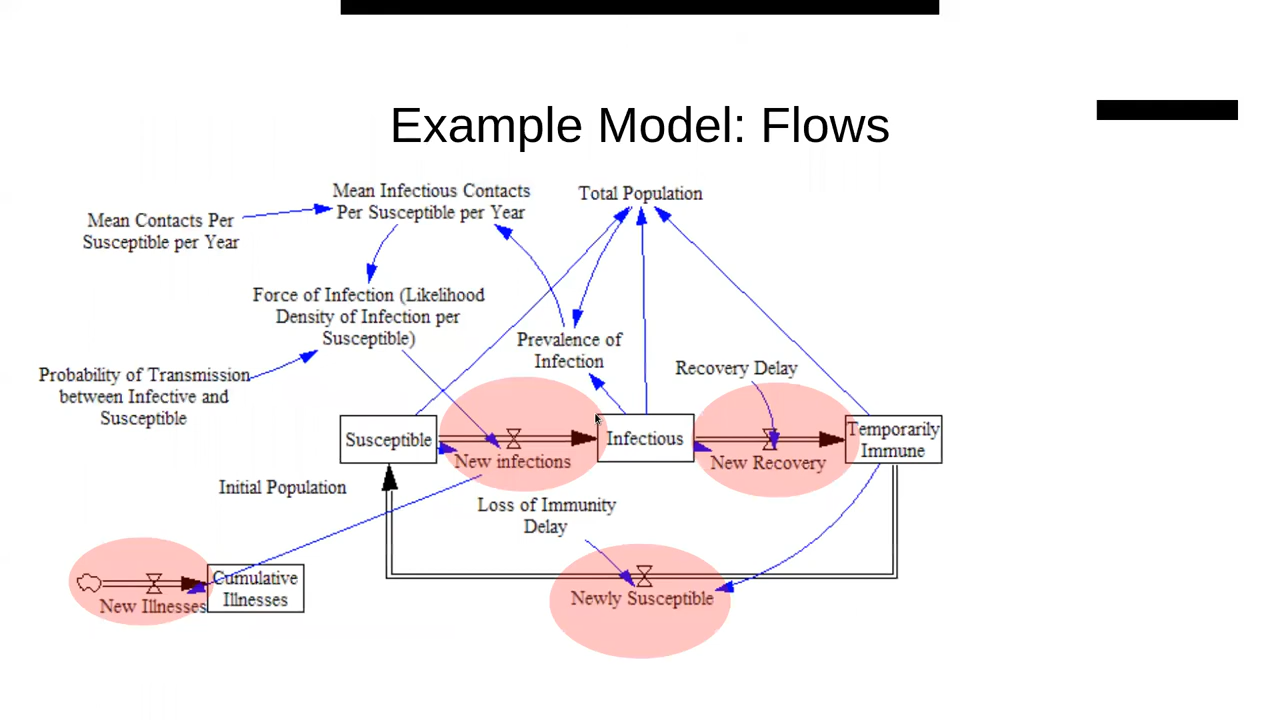 Example Model: Flows
Mean Infectious Contacts
Per Susceptible per Year
Total Population
Mean Contacts Per
Susceptible per Year
Force of Infection (Likelihood
Density of Infection per
Susceptible)
Prevalence of
Infection
Probability of Transmission
between Infective and
Susceptible
Recovery Delay
Susceptible
New infections
Infectious
New Recovery
Temporarily
Immune
Initial Population
Loss of Immunity
Delay
New Illnesses
Cumulative
Illnesses
Newly Susceptible